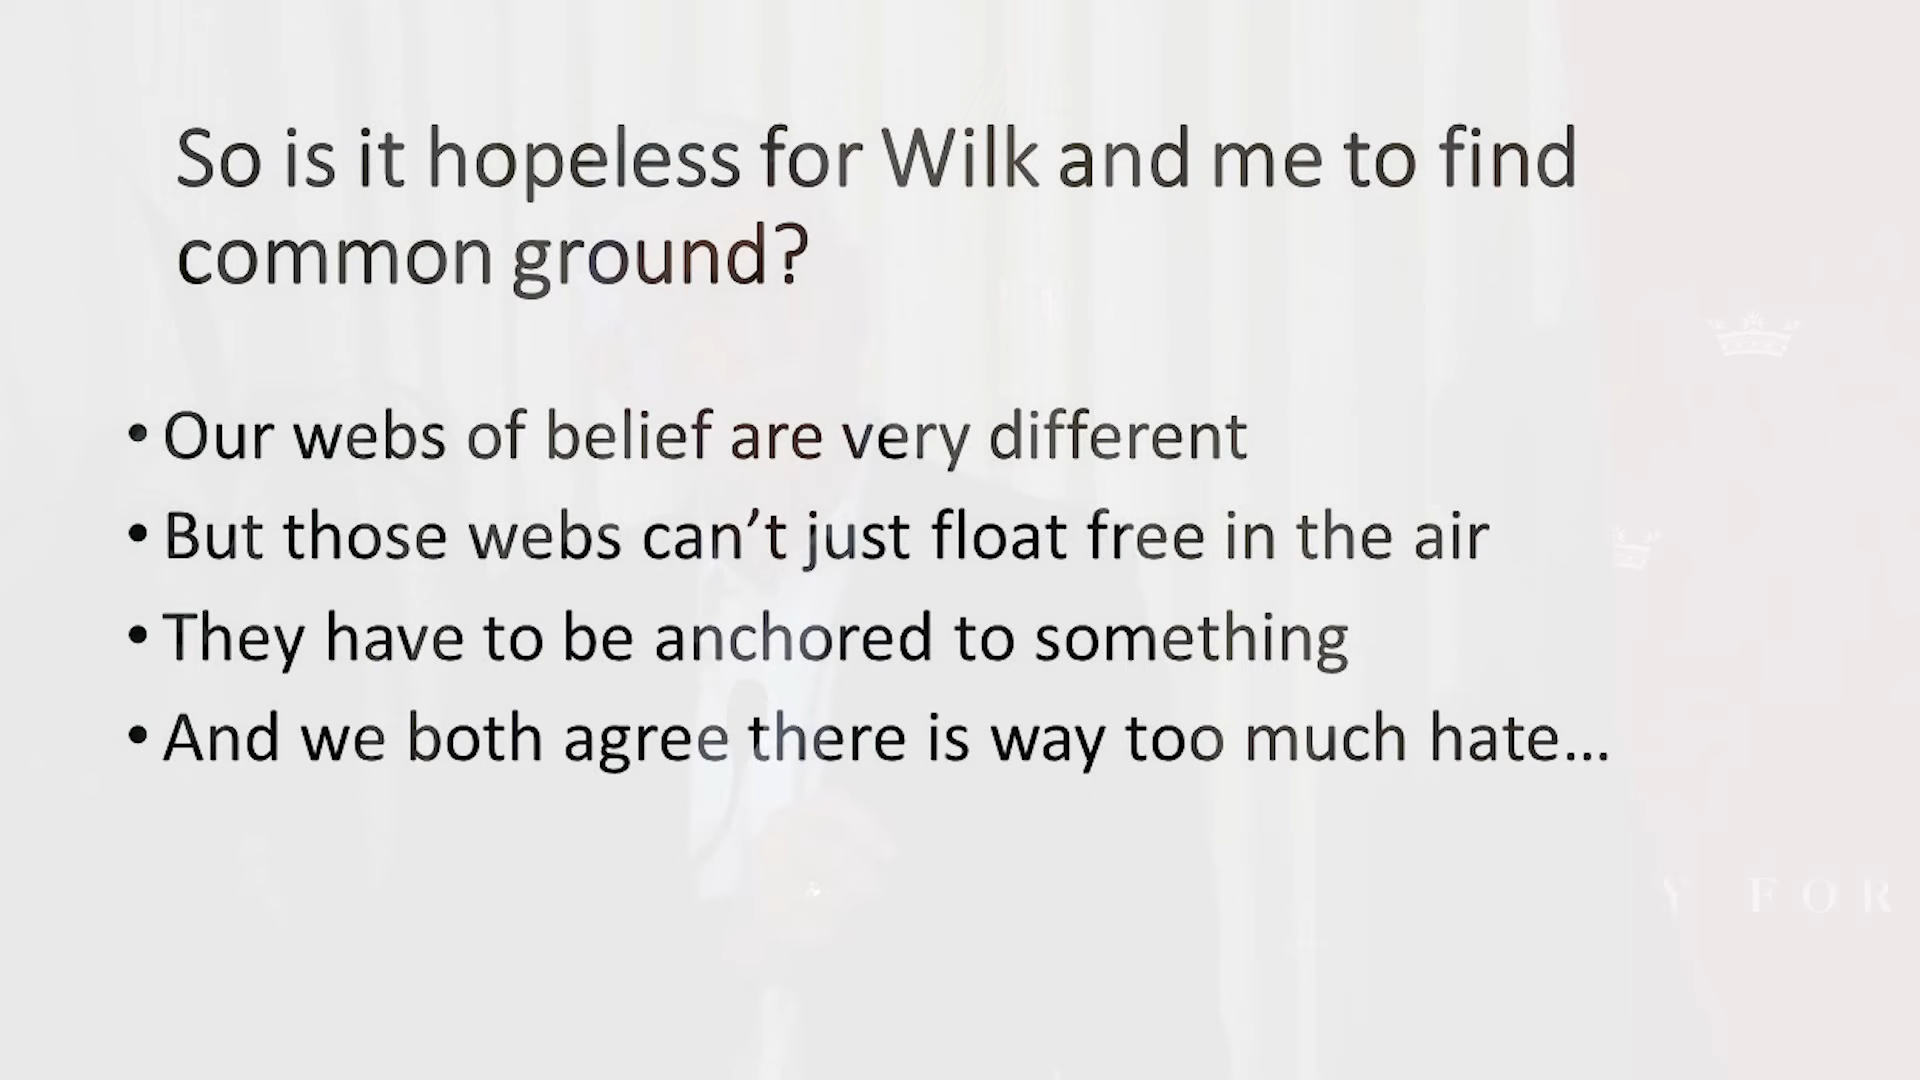 So is it hopeless for Wilk and me to find
common ground?
• Our webs of belief are very different
• But those webs can’t just float free in the air
• They have to be anchored to something
• And we both agree there is way too much hate…
Y FOR